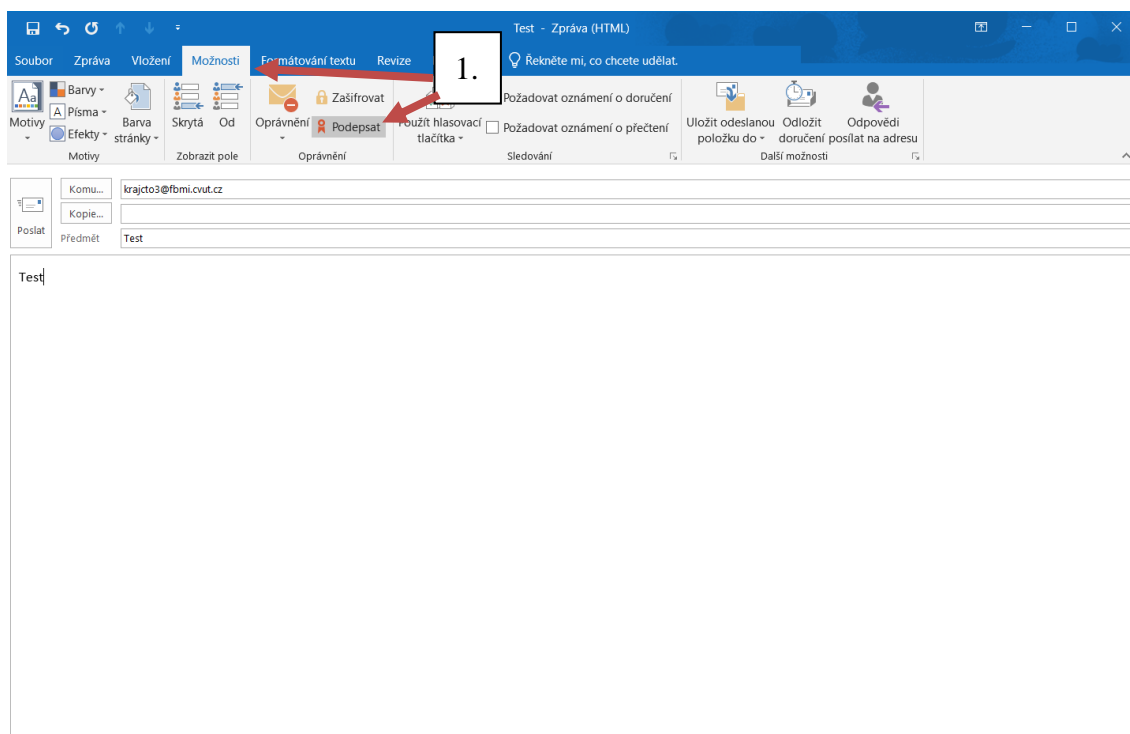 Test - Zpráva (HTML)
Soubor Zpráva Vložení Možnosti Formátování textu Revize Řekněte mi, co chcete udělat.
1.
Aa Barvy Zašifrovat Požadovat oznámení o doručení
A Písma Podepsat Požadovat oznámení o přečtení
Efekty
Motivy Barva stránky Skrytá Od Oprávnění Použít hlasovací tlačítka Uložit odeslanou položku do Odložit doručení Odpovědi posílat na adresu
Motivy Zobrazit pole Oprávnění Sledování Další možnosti
Komu... krajcto3@fbmi.cvut.cz
Kopie...
Poslat
Předmět Test
Test